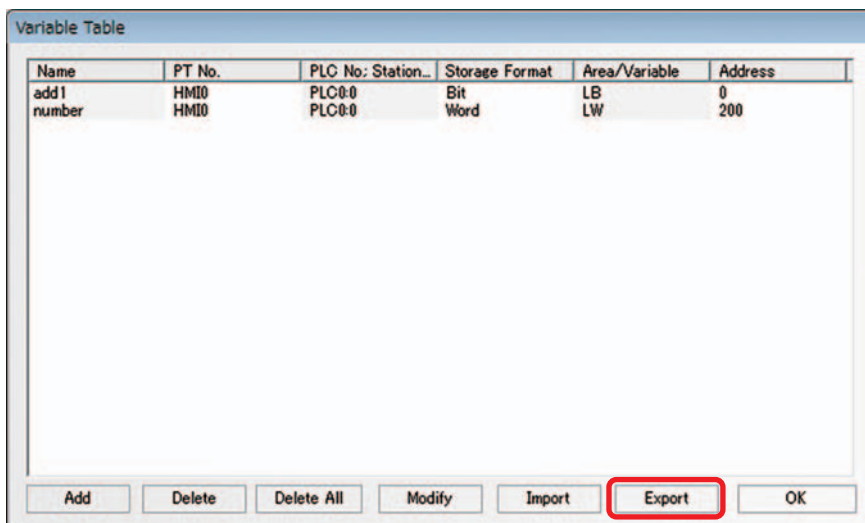 Variable Table
Name PT No. PLC No; Station... Storage Format Area/Variable Address
add1 HMI0 PLC0:0 Bit LB 0
number HMI0 PLC0:0 Word LW 200
Add Delete Delete All Modify Import Export OK